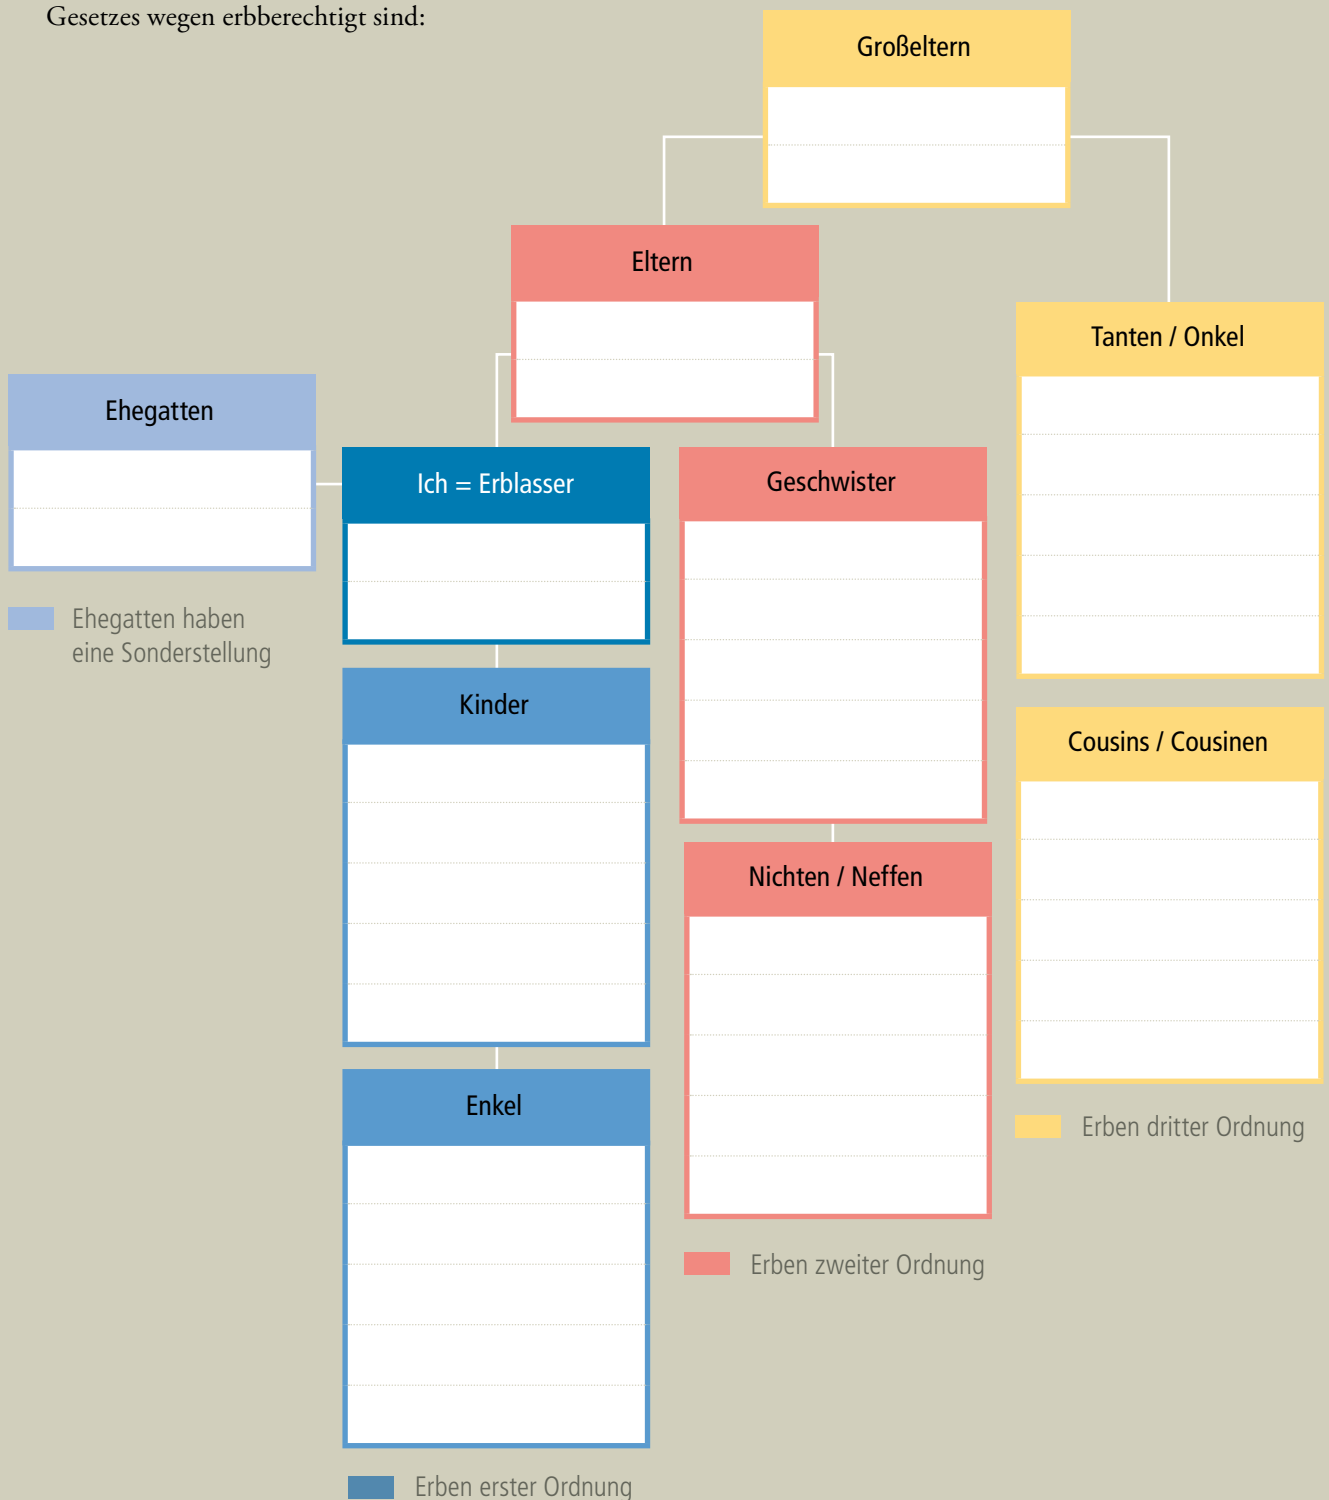 Gesetzes wegen erbberechtigt sind:
Großeltern
Eltern
Tanten / Onkel
Ehegatten
Ich = Erblasser
Geschwister
Ehegatten haben
eine Sonderstellung
Kinder
Cousins / Cousinen
Nichten / Neffen
Enkel
Erben dritter Ordnung
Erben zweiter Ordnung
Erben erster Ordnung